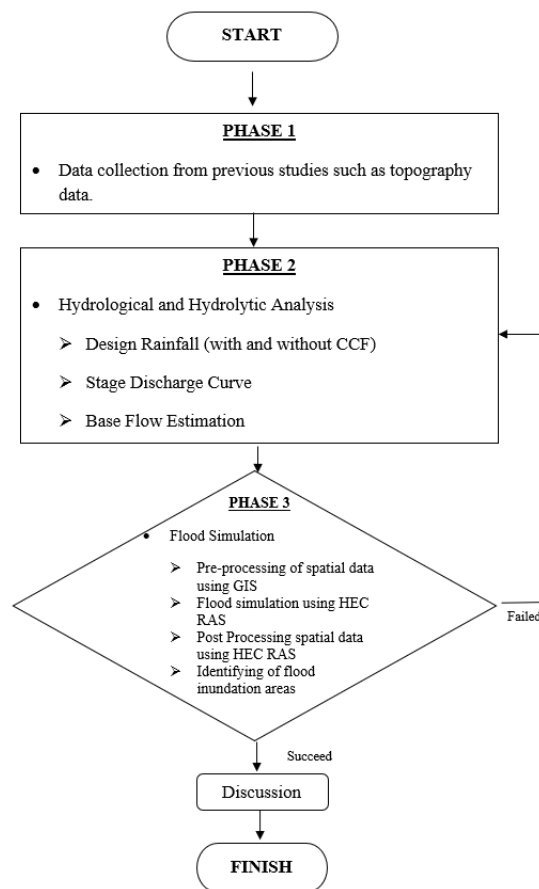 START
PHASE 1
• Data collection from previous studies such as topography
data.
PHASE 2
• Hydrological and Hydrolytic Analysis
➢ Design Rainfall (with and without CCF)
➢ Stage Discharge Curve
➢ Base Flow Estimation
PHASE 3
• Flood Simulation
➢ Pre-processing of spatial data
using GIS
➢ Flood simulation using HEC
RAS
➢ Post Processing spatial data
using HEC RAS
➢ Identifying of flood
inundation areas
Failed
Succeed
Discussion
FINISH